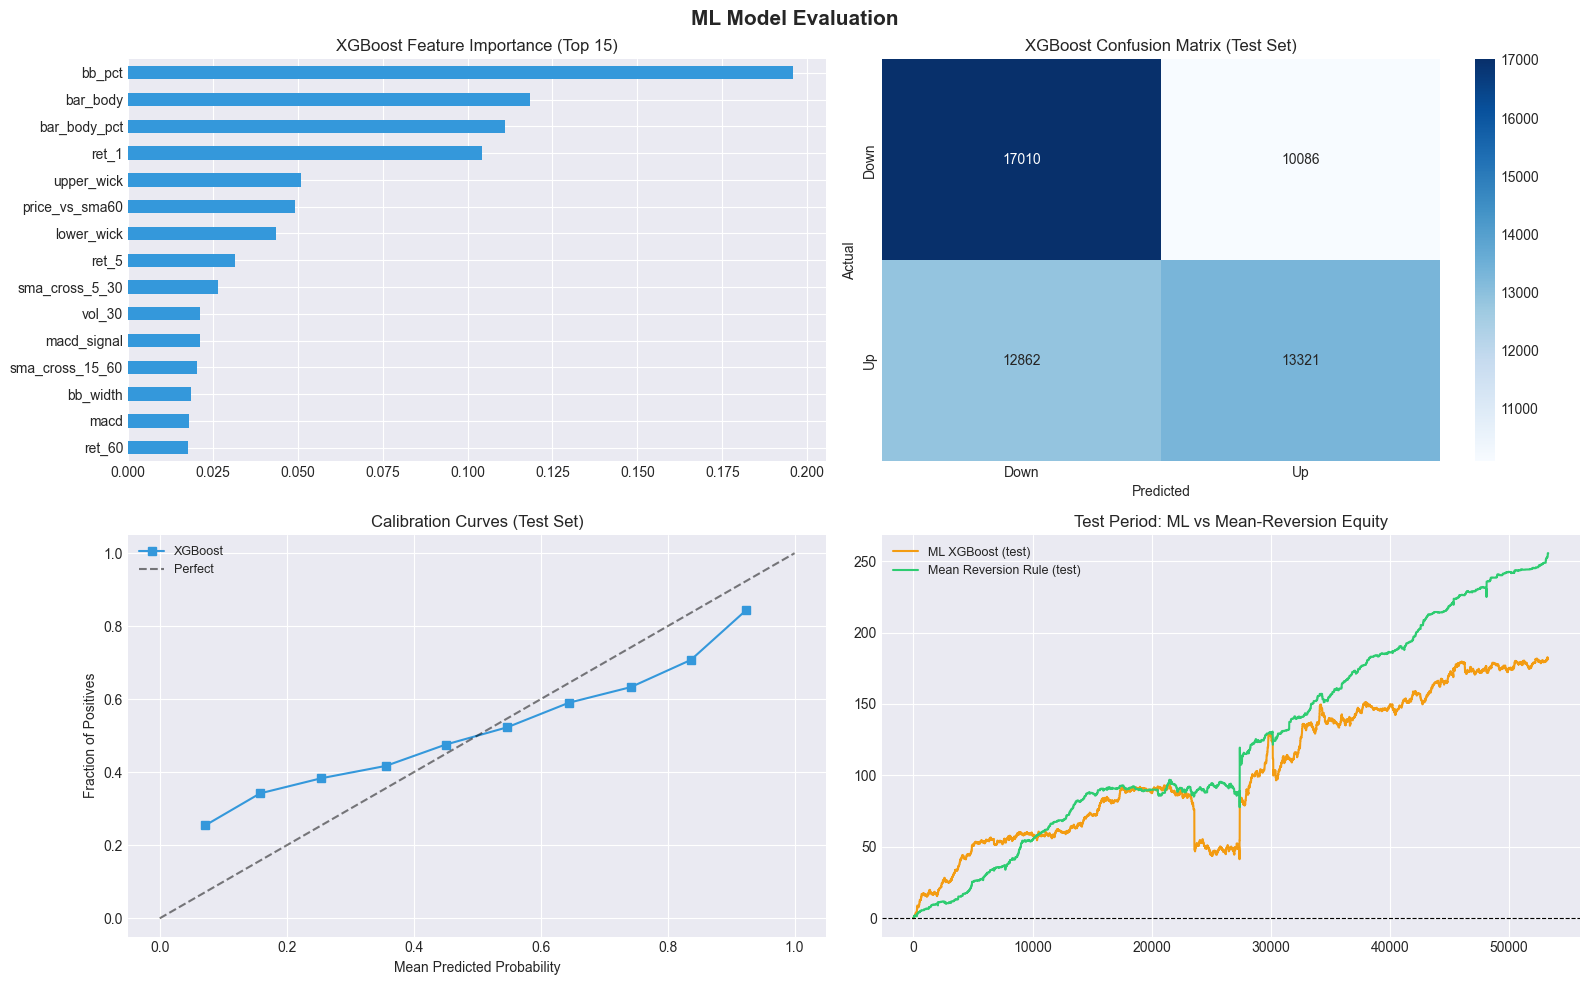 ML Model Evaluation
XGBoost Feature Importance (Top 15)
bb_pct
bar_body
bar_body_pct
ret_1
upper_wick
price_vs_sma60
lower_wick
ret_5
sma_cross_5_30
vol_30
macd_signal
sma_cross_15_60
bb_width
macd
ret_60
0.000 0.025 0.050 0.075 0.100 0.125 0.150 0.175 0.200
XGBoost Confusion Matrix (Test Set)
Actual
Down
Up
17010 10086
12862 13321
Down Up
Predicted
17000
16000
15000
14000
13000
12000
11000
Calibration Curves (Test Set)
XGBoost
Perfect
Fraction of Positives
1.0
0.8
0.6
0.4
0.2
0.0
0.0 0.2 0.4 0.6 0.8 1.0
Mean Predicted Probability
Test Period: ML vs Mean-Reversion Equity
ML XGBoost (test)
Mean Reversion Rule (test)
250
200
150
100
50
0
0 10000 20000 30000 40000 50000